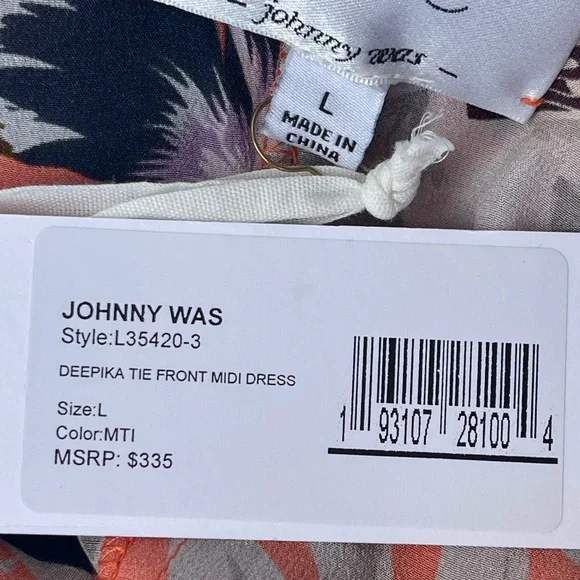 johnny was
L
MADE IN
CHINA
JOHNNY WAS
Style:L35420-3
DEEPIKA TIE FRONT MIDI DRESS
Size:L
Color:MTI
MSRP: $335
1 93107 28100 4